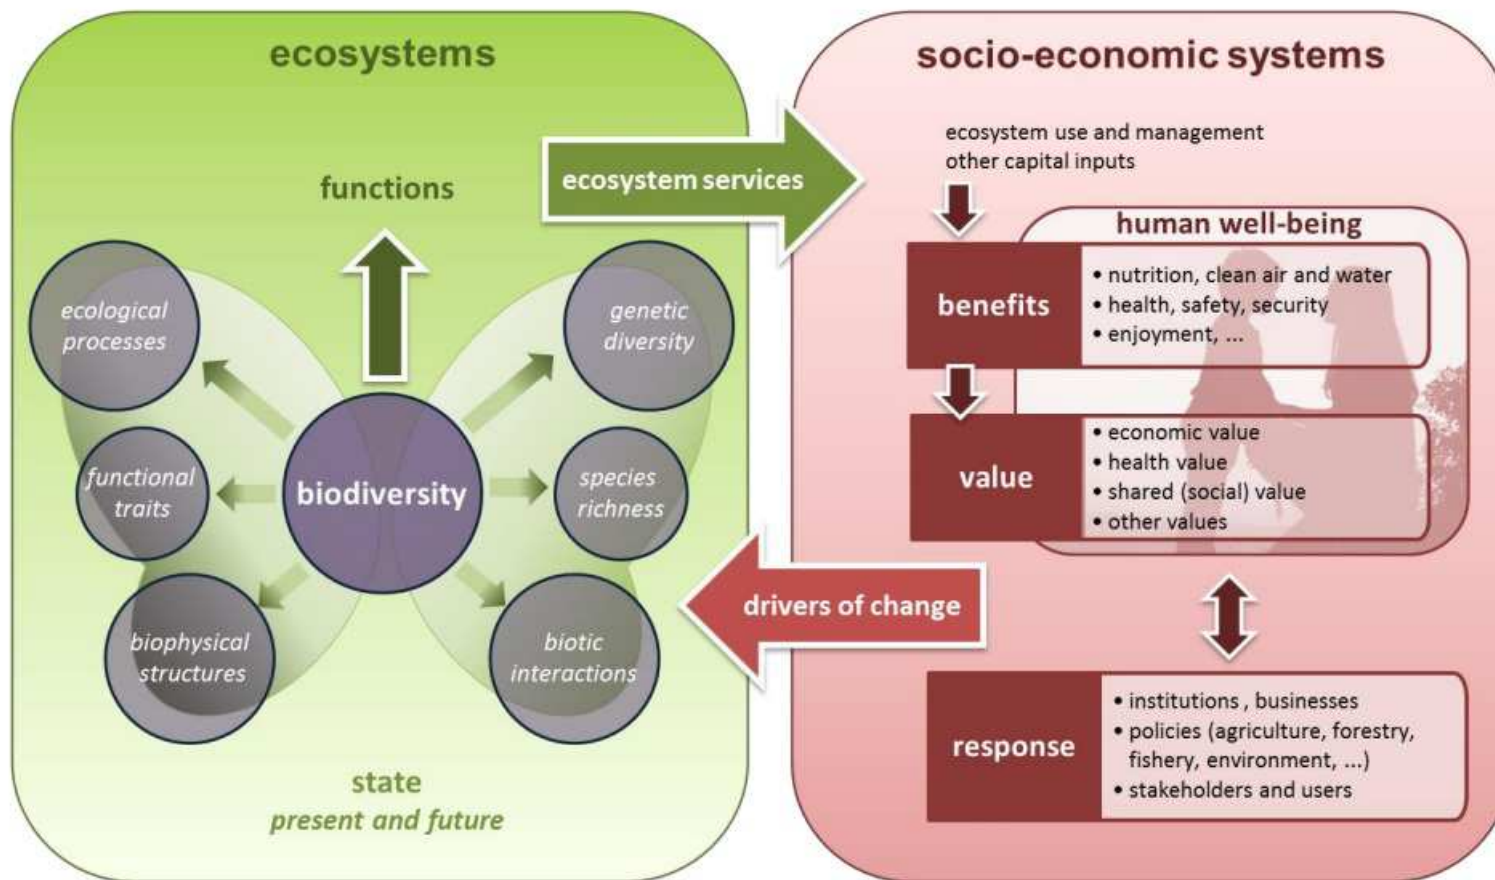 ecosystems
functions
ecosystem services
ecological
processes
genetic
diversity
functional
traits
biodiversity
species
richness
biophysical
structures
biotic
interactions
state
present and future
drivers of change
socio-economic systems
ecosystem use and management
other capital inputs
human well-being
benefits
• nutrition, clean air and water
• health, safety, security
• enjoyment, ...
value
• economic value
• health value
• shared (social) value
• other values
response
• institutions , businesses
• policies (agriculture, forestry,
fishery, environment, ...)
• stakeholders and users